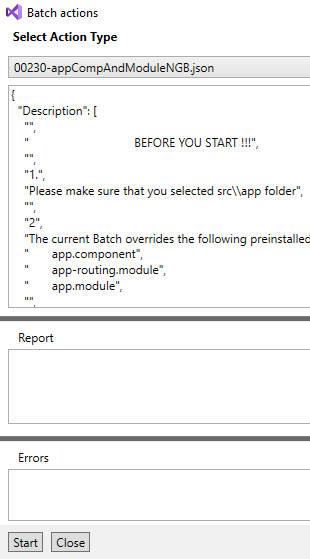 Batch actions
Select Action Type
00230-appCompAndModuleNGB.json
{
"Description": [
"",
" BEFORE YOU START !!!",
"",
"1.",
"Please make sure that you selected src\\app folder",
"",
"2",
"The current Batch overrides the following preinstalled
" app.component",
" app-routing.module",
" app.module",
"",
Report
Errors
Start Close